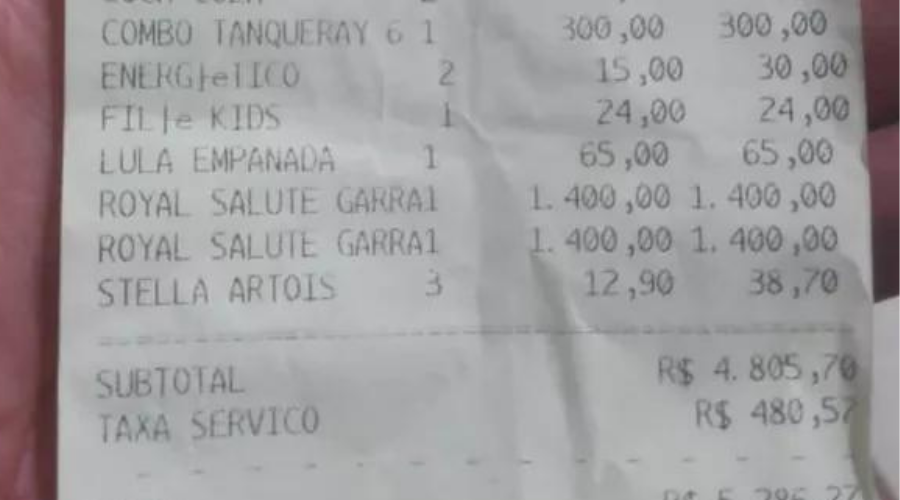 COMBO TANQUERAY 6 1 300,00 300,00
ENERG|e1ICO 2 15,00 30,00
FIL|e KIDS 1 24,00 24,00
LULA EMPANADA 1 65,00 65,00
ROYAL SALUTE GARRA1 1.400,00 1.400,00
ROYAL SALUTE GARRA1 1.400,00 1.400,00
STELLA ARTOIS 3 12,90 38,70
SUBTOTAL R$ 4.805,70
TAXA SERVICO R$ 480,57